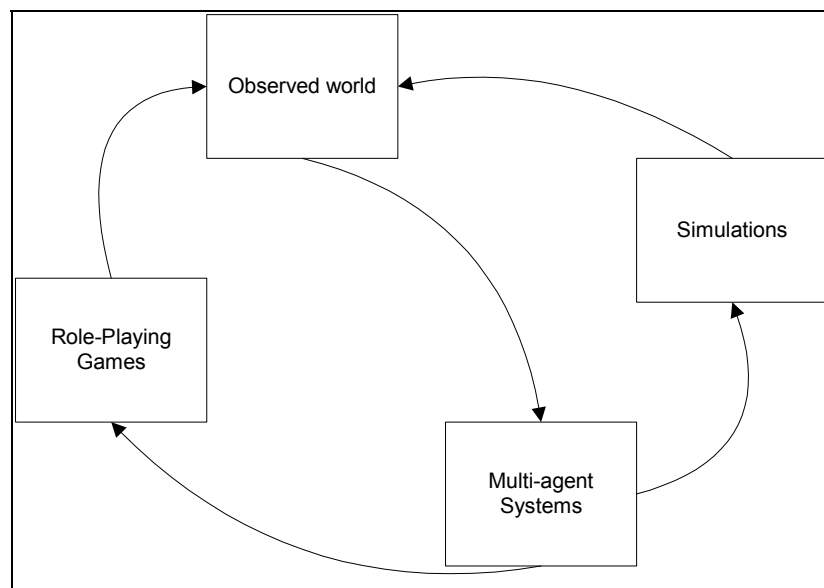 Observed world
Simulations
Role-Playing
Games
Multi-agent
Systems